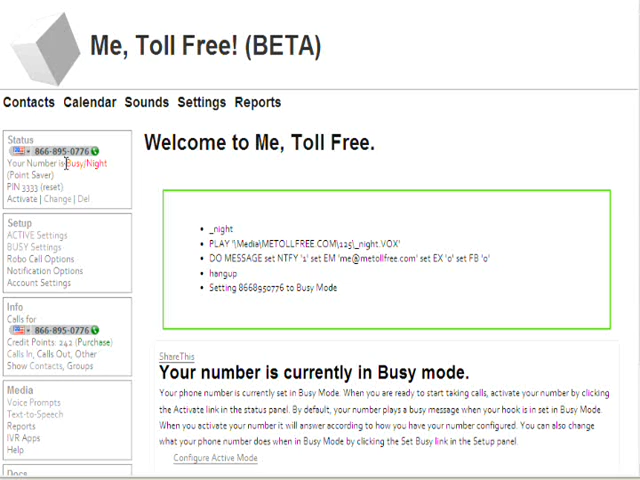 Me, Toll Free! (BETA)
Contacts Calendar Sounds Settings Reports
Status
866-895-0776
Your Number is Busy/Night
(Point Saver)
PIN 3333 (reset)
Activate | Change | Del
Setup
ACTIVE Settings
BUSY Settings
Robo Call Options
Notification Options
Account Settings
Info
Calls for
866-895-0776
Credit Points: 242 (Purchase)
Calls In, Calls Out, Other
Show Contacts, Groups
Media
Voice Prompts
Text-to-Speech
Reports
IVR Apps
Help
Docs
Welcome to Me, Toll Free.
_night
PLAY '\Media\METOLLFREE.COM\125\_night.VOX'
DO MESSAGE set NTFY '1' set EM 'me@metollfree.com' set EX '0' set FB '0'
hangup
Setting 8668950776 to Busy Mode
ShareThis
Your number is currently in Busy mode.
Your phone number is currently set in Busy Mode. When you are ready to start taking calls, activate your number by clicking
the Activate link in the status panel. By default, your number plays a busy message when your hook is in set in Busy Mode.
When you activate your number it will answer according to how you have your number configured. You can also change
what your phone number does when in Busy Mode by clicking the Set Busy link in the Setup panel.
Configure Active Mode